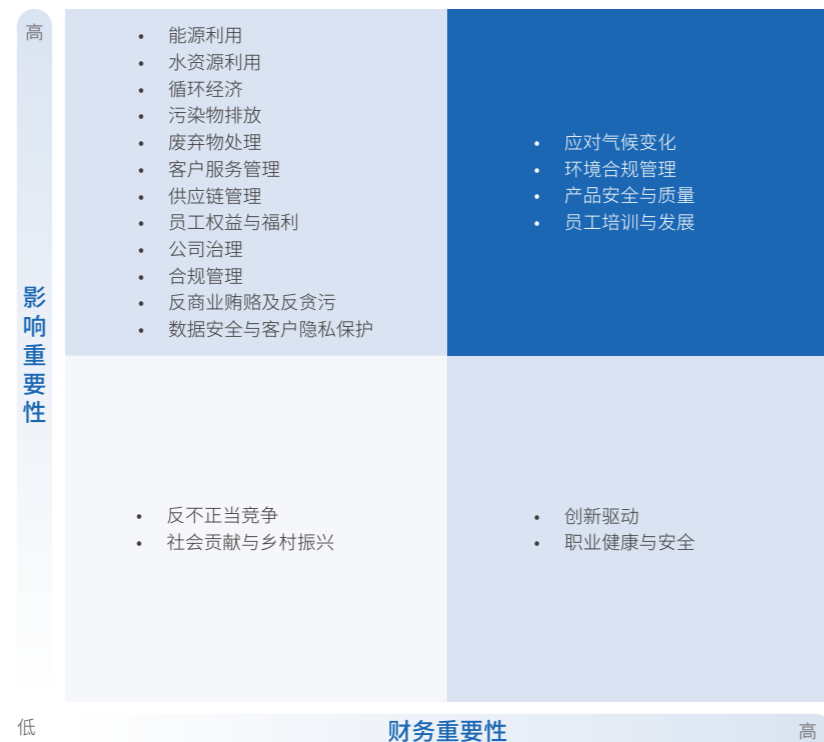 高
• 能源利用
• 水资源利用
• 循环经济
• 污染物排放
• 废弃物处理
• 客户服务管理
• 供应链管理
• 员工权益与福利
• 公司治理
• 合规管理
• 反商业贿赂及反贪污
• 数据安全与客户隐私保护
• 应对气候变化
• 环境合规管理
• 产品安全与质量
• 员工培训与发展
影响重要性
• 反不正当竞争
• 社会贡献与乡村振兴
• 创新驱动
• 职业健康与安全
低
财务重要性
高